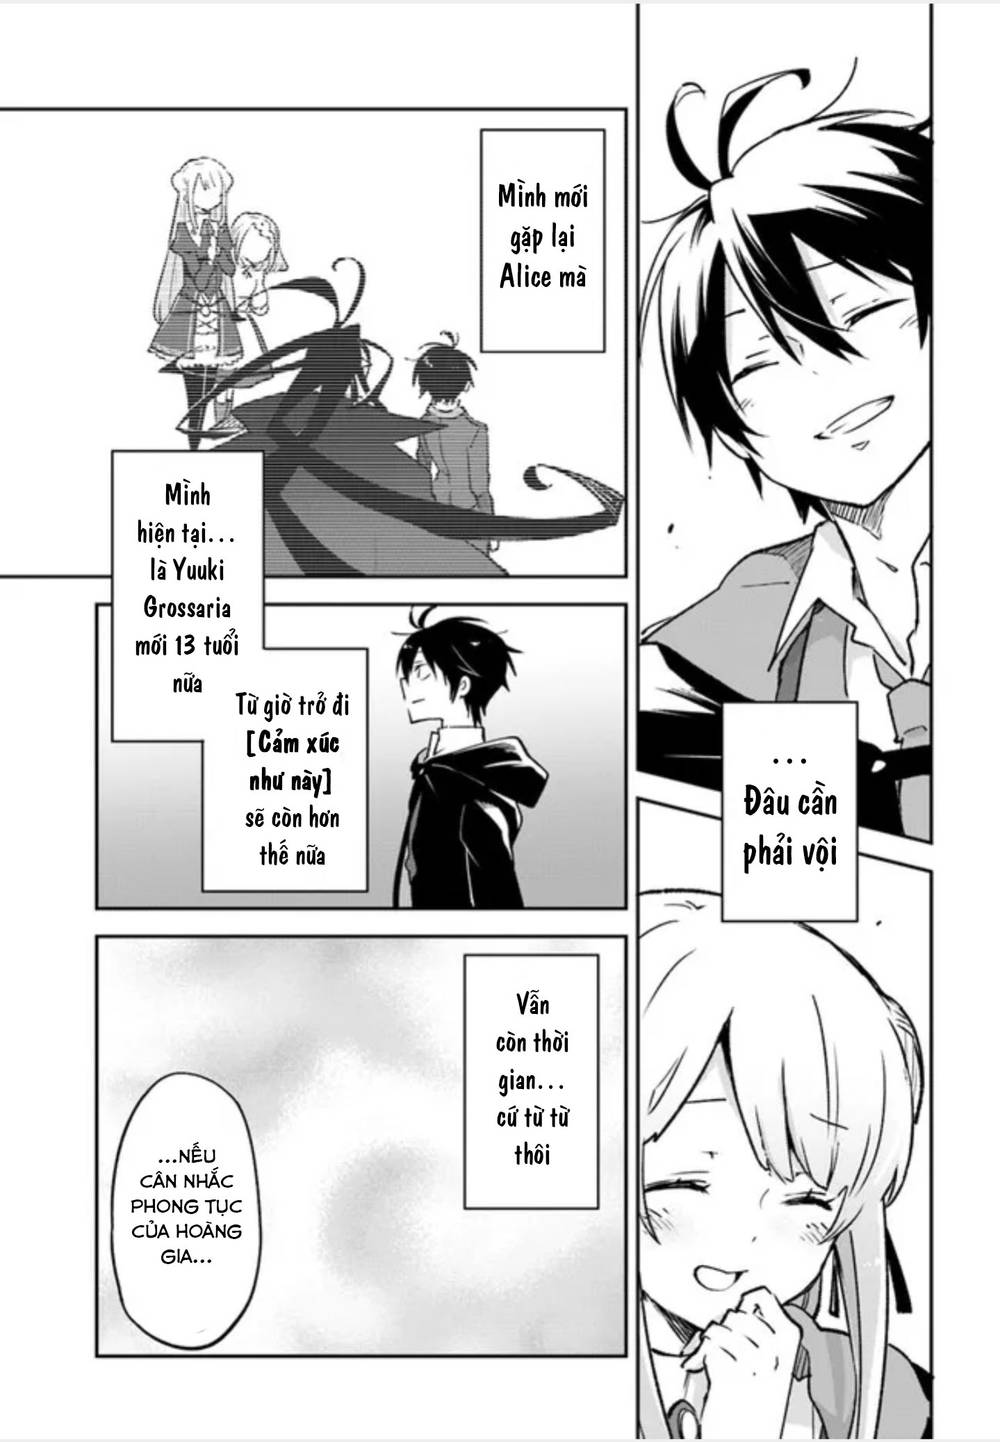 ...
Đâu cần
phải vội
Mình mới
gặp lại
Alice mà
Mình
hiện tại...
là Yuuki
Grossaria
mới 13 tuổi
nữa
Từ giờ trở đi
[Cảm xúc
như này]
sẽ còn hơn
thế nữa
Vẫn
còn thời
gian...
cứ từ từ
thôi
...NẾU
CÂN NHẮC
PHONG TỤC
CỦA HOÀNG
GIA...